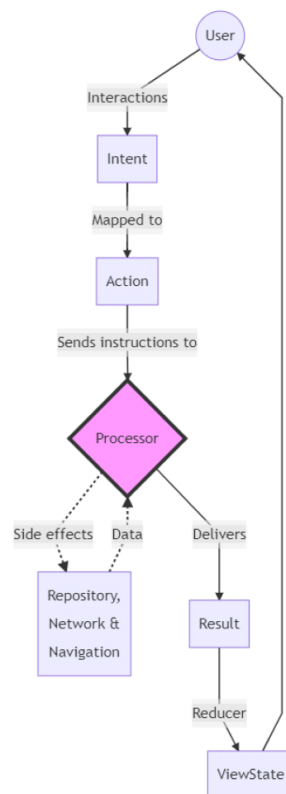 User
Interactions
Intent
Mapped to
Action
Sends instructions to
Processor
Side effects
Data
Delivers
Repository,
Network &
Navigation
Result
Reducer
ViewState